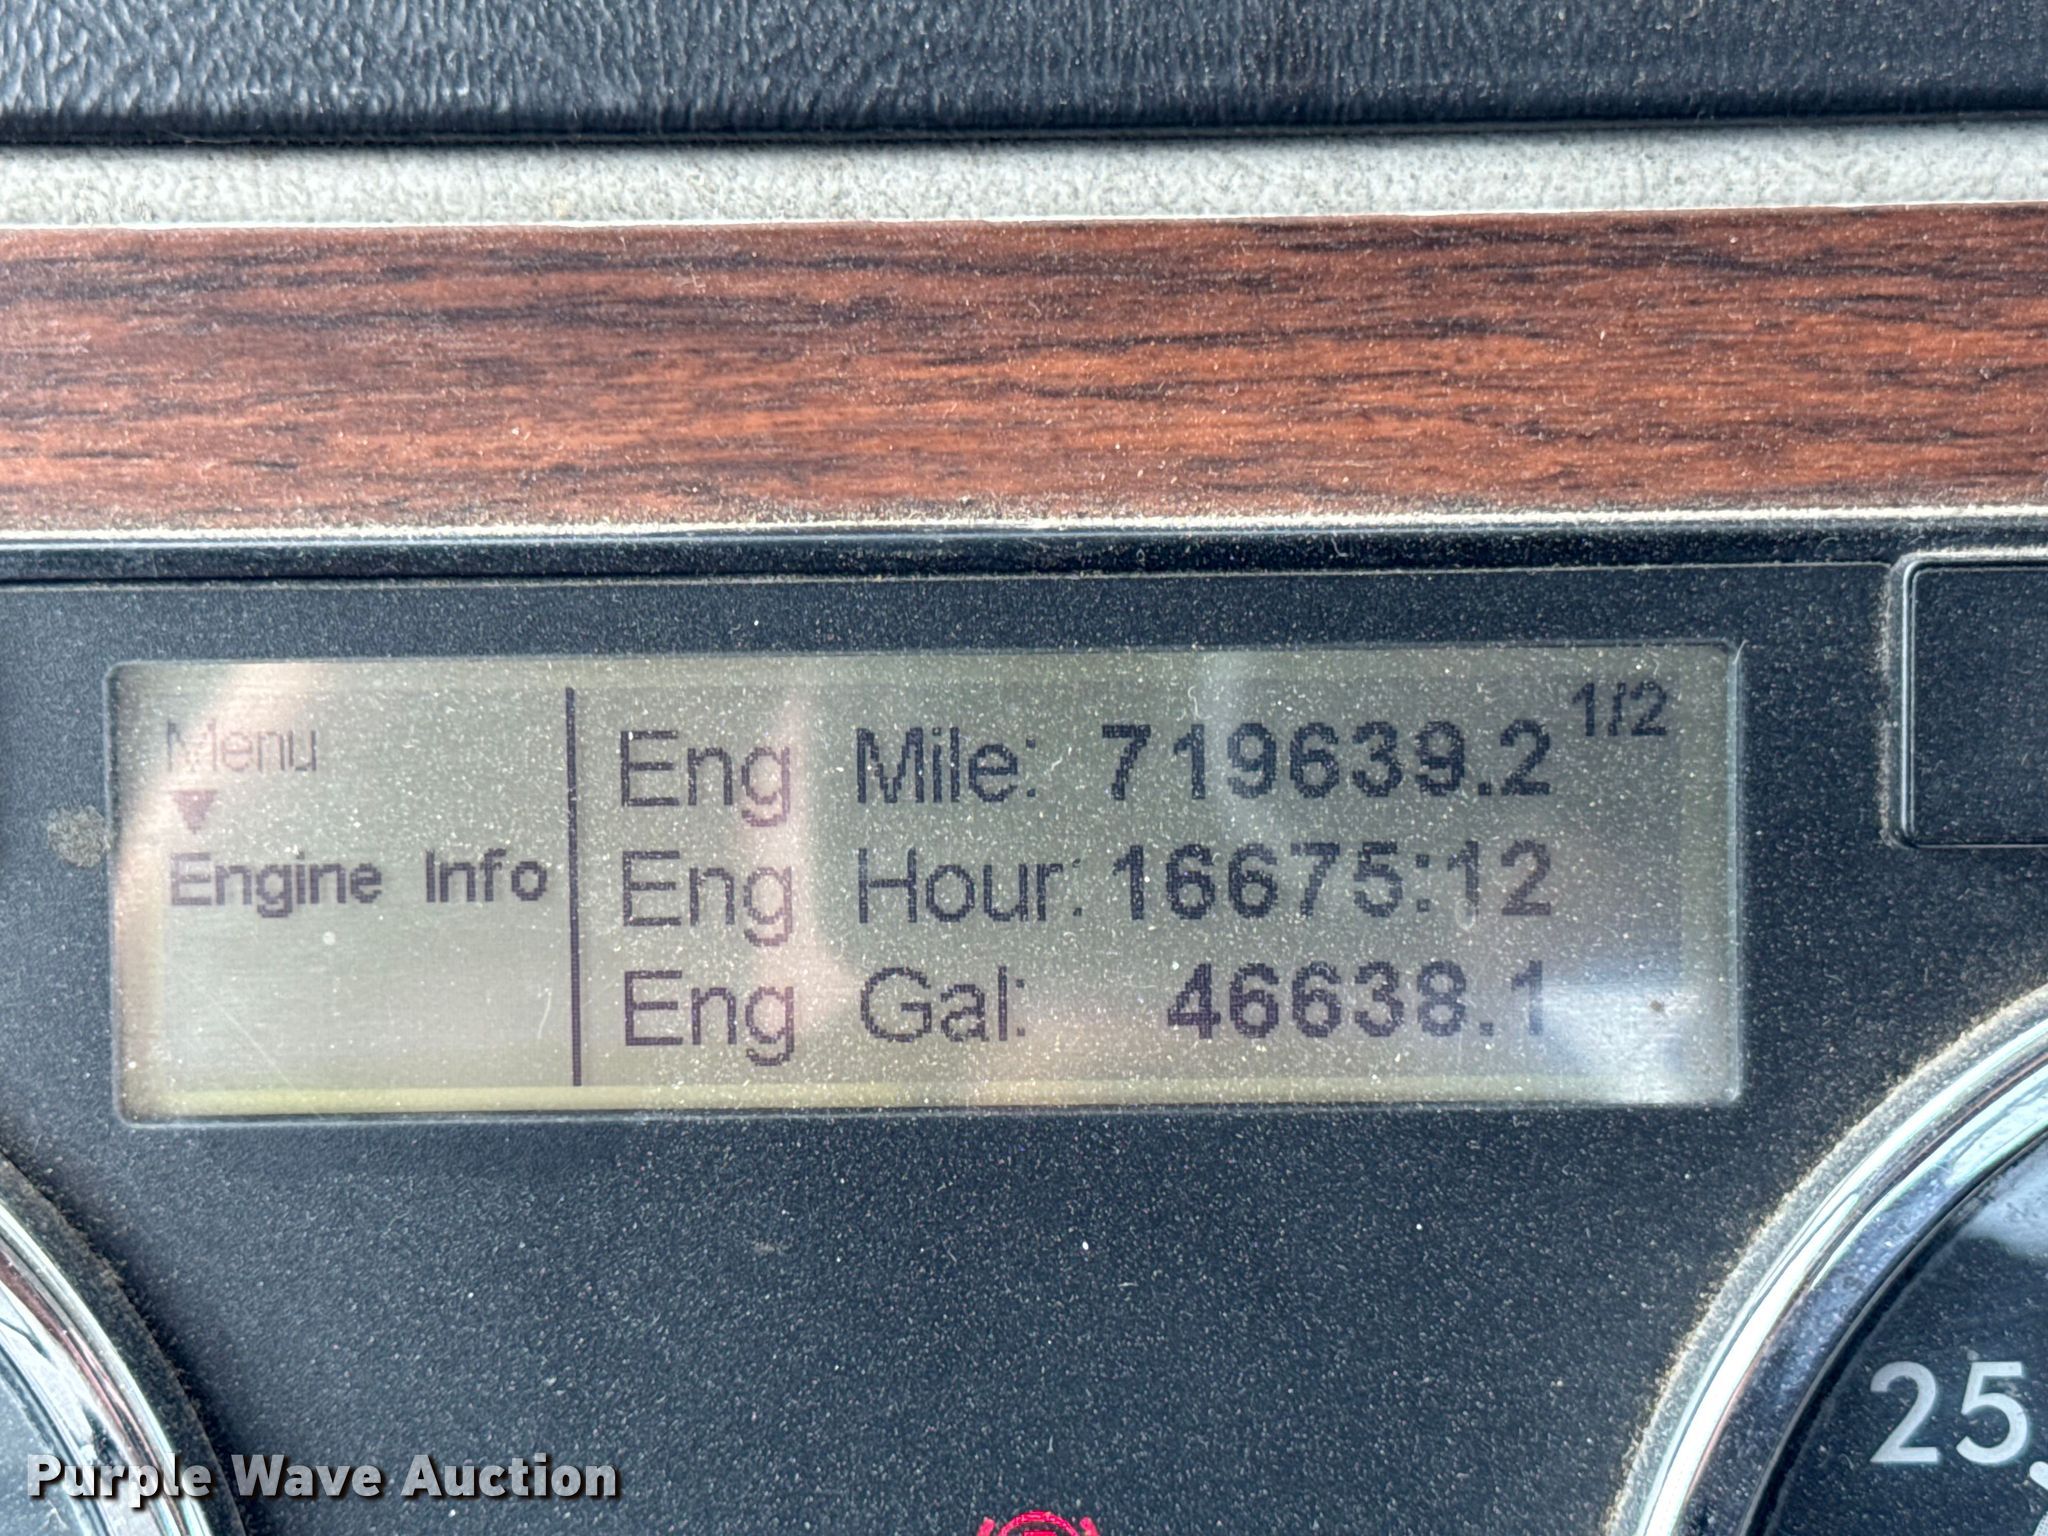 1/2
Menu
Eng Mile: 719639.2
Engine Info
Eng Hour: 16675:12
Eng Gal: 46638.1
25
Purple Wave Auction